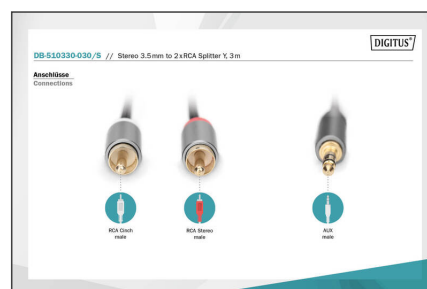 DIGITUS®
DB-510330-030/S // Stereo 3.5mm to 2xRCA Splitter Y, 3m
Anschlüsse
Connections
RCA Cinch
male
RCA Stereo
male
AUX
male